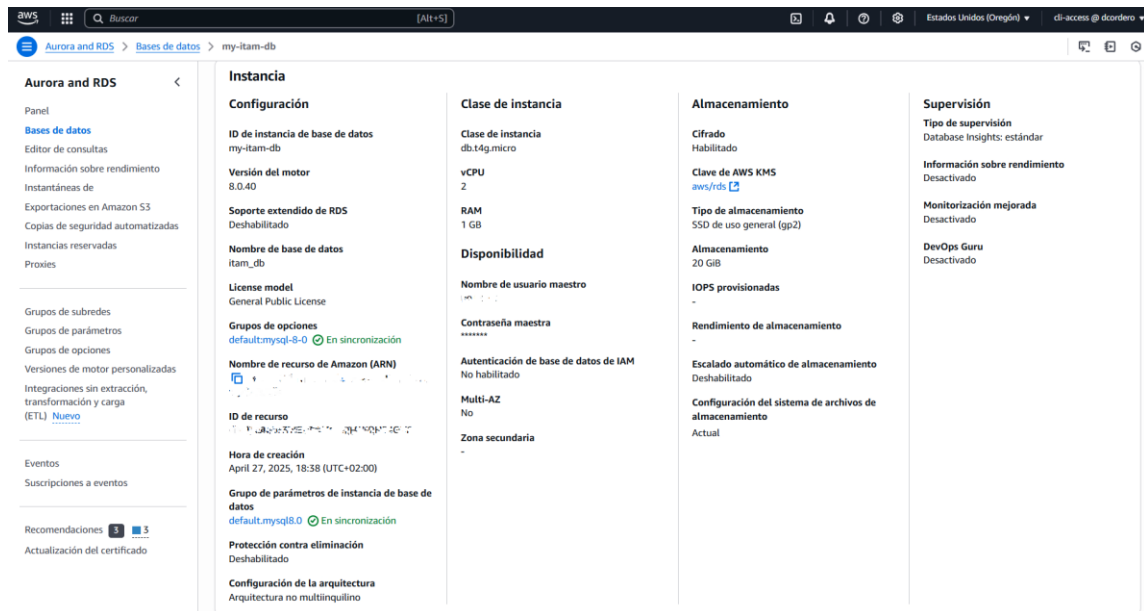 aws
Buscar
[Alt+S]
Estados Unidos (Oregón)
cli-access @ dcordero
Aurora and RDS > Bases de datos > my-itam-db
Aurora and RDS
Panel
Bases de datos
Editor de consultas
Información sobre rendimiento
Instantáneas de
Exportaciones en Amazon S3
Copias de seguridad automatizadas
Instancias reservadas
Proxies
Grupos de subredes
Grupos de parámetros
Grupos de opciones
Versiones de motor personalizadas
Integraciones sin extracción,
transformación y carga
(ETL) Nuevo
Eventos
Suscripciones a eventos
Recomendaciones 3 3
Actualización del certificado
Instancia
Configuración
ID de instancia de base de datos
my-itam-db
Versión del motor
8.0.40
Soporte extendido de RDS
Deshabilitado
Nombre de base de datos
itam_db
License model
General Public License
Grupos de opciones
default:mysql-8-0 En sincronización
Nombre de recurso de Amazon (ARN)
ID de recurso
Hora de creación
April 27, 2025, 18:38 (UTC+02:00)
Grupo de parámetros de instancia de base de
datos
default.mysql8.0 En sincronización
Protección contra eliminación
Deshabilitado
Configuración de la arquitectura
Arquitectura no multiinquilino
Clase de instancia
Clase de instancia
db.t4g.micro
vCPU
2
RAM
1 GB
Disponibilidad
Nombre de usuario maestro
Contraseña maestra
*******
Autenticación de base de datos de IAM
No habilitado
Multi-AZ
No
Zona secundaria
-
Almacenamiento
Cifrado
Habilitado
Clave de AWS KMS
aws/rds
Tipo de almacenamiento
SSD de uso general (gp2)
Almacenamiento
20 GiB
IOPS provisionadas
-
Rendimiento de almacenamiento
-
Escalado automático de almacenamiento
Deshabilitado
Configuración del sistema de archivos de
almacenamiento
Actual
Supervisión
Tipo de supervisión
Database Insights: estándar
Información sobre rendimiento
Desactivado
Monitorización mejorada
Desactivado
DevOps Guru
Desactivado